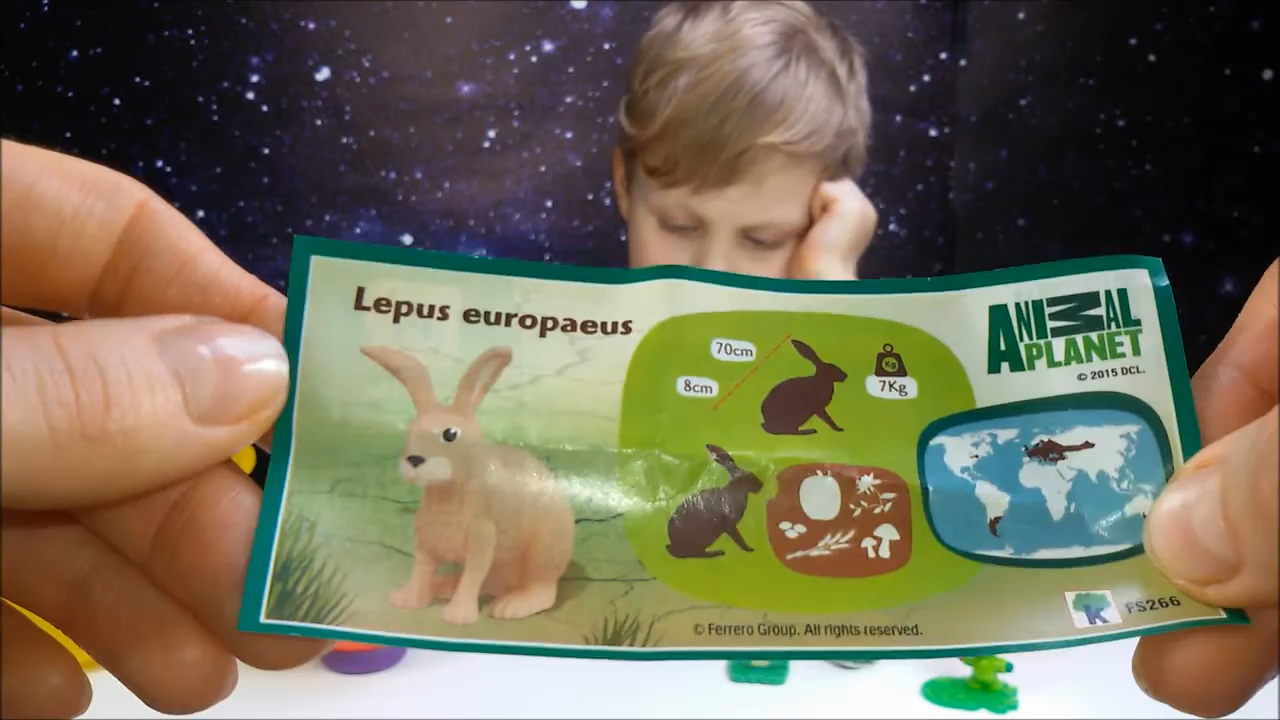 Lepus europaeus
70cm
8cm
Kg
7Kg
ANIMAL
PLANET
© 2015 DCL.
K
FS266
© Ferrero Group. All rights reserved.